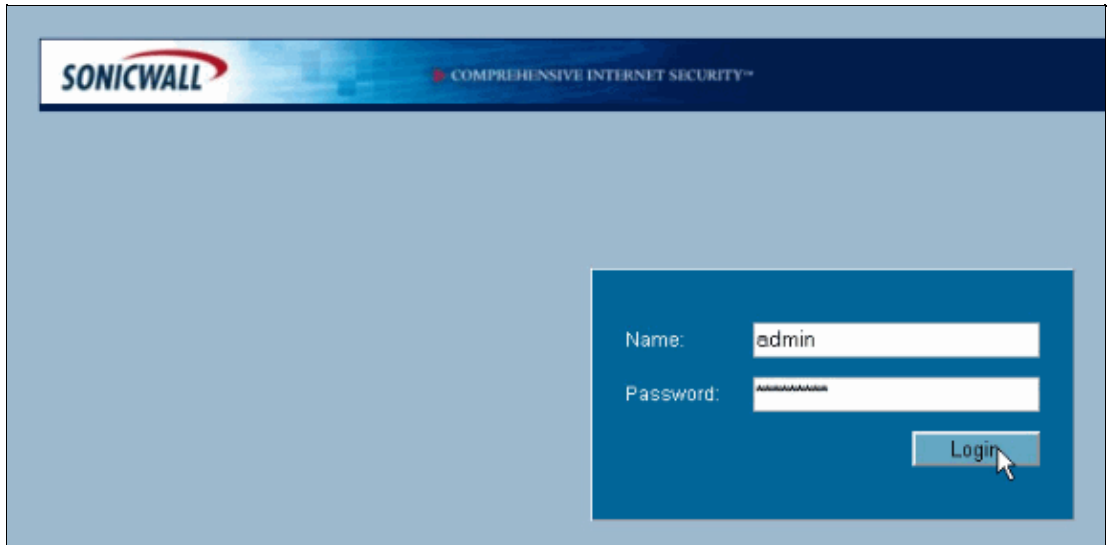 SONICWALL
COMPREHENSIVE INTERNET SECURITY™
Name: admin
Password: *********
Login